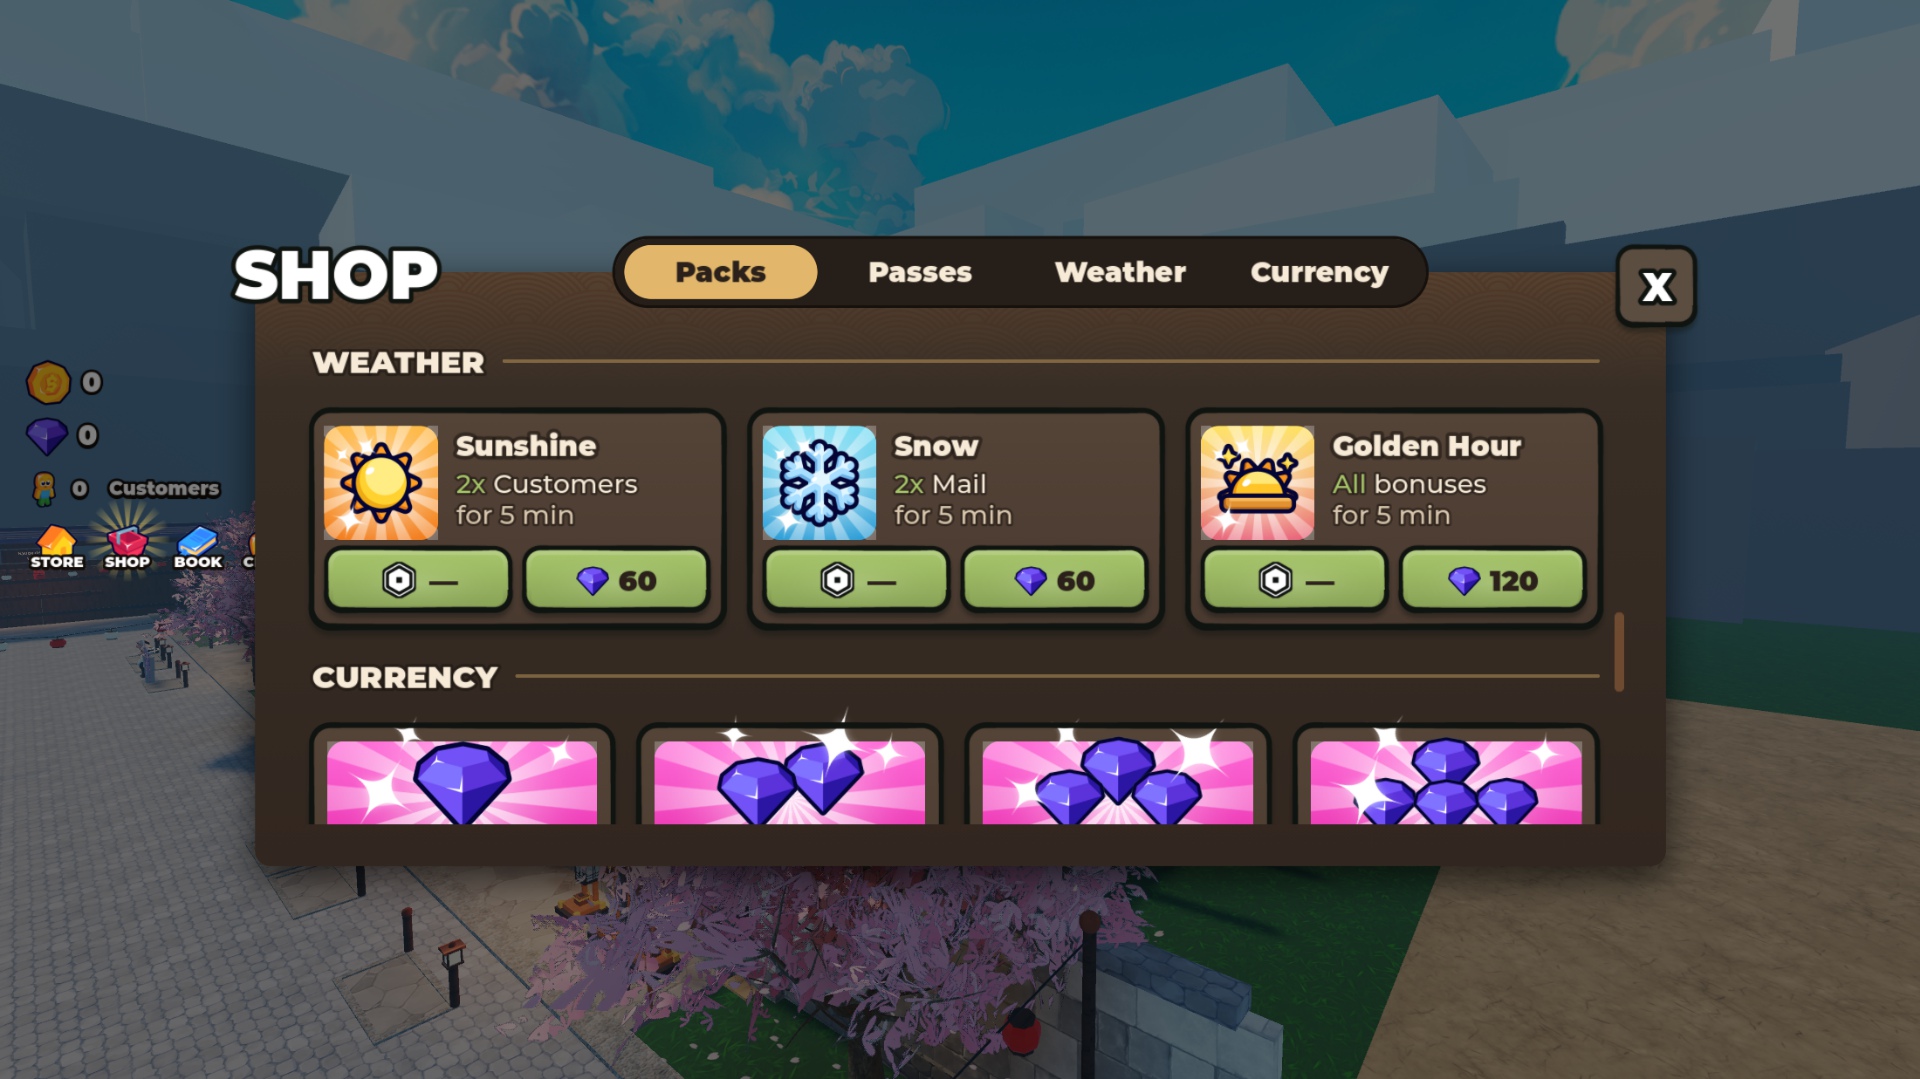 SHOP
Packs
Passes
Weather
Currency
X
WEATHER
Sunshine
2x Customers
for 5 min
—
60
Snow
2x Mail
for 5 min
—
60
Golden Hour
All bonuses
for 5 min
—
120
CURRENCY
0
0
0 Customers
STORE
SHOP
BOOK